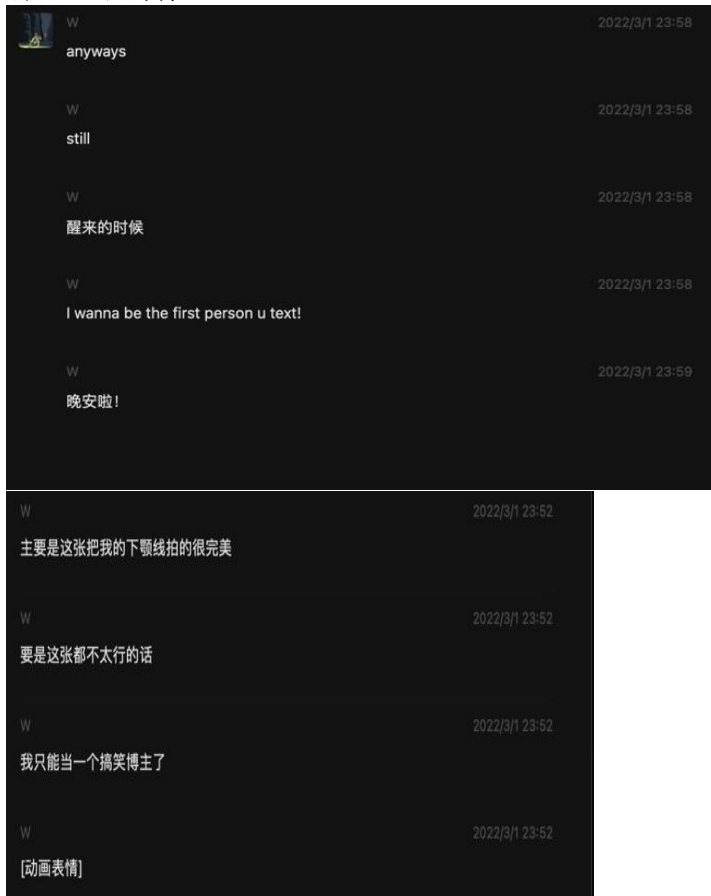 W 2022/3/1 23:58
anyways
W 2022/3/1 23:58
still
W 2022/3/1 23:58
醒来的时候
W 2022/3/1 23:58
I wanna be the first person u text!
W 2022/3/1 23:59
晚安啦！
W 2022/3/1 23:52
主要是这张把我的下颚线拍的很完美
W 2022/3/1 23:52
要是这张都不太行的话
W 2022/3/1 23:52
我只能当一个搞笑博主了
W 2022/3/1 23:52
[动画表情]